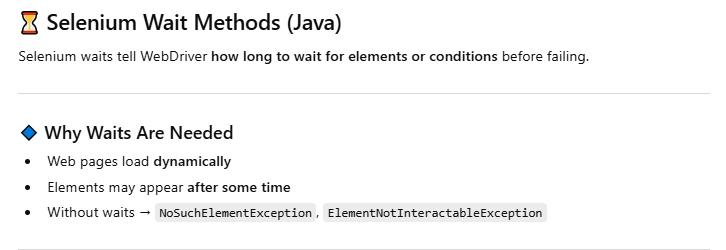 ⏳ Selenium Wait Methods (Java)
Selenium waits tell WebDriver how long to wait for elements or conditions before failing.
🔷 Why Waits Are Needed
• Web pages load dynamically
• Elements may appear after some time
• Without waits → NoSuchElementException, ElementNotInteractableException